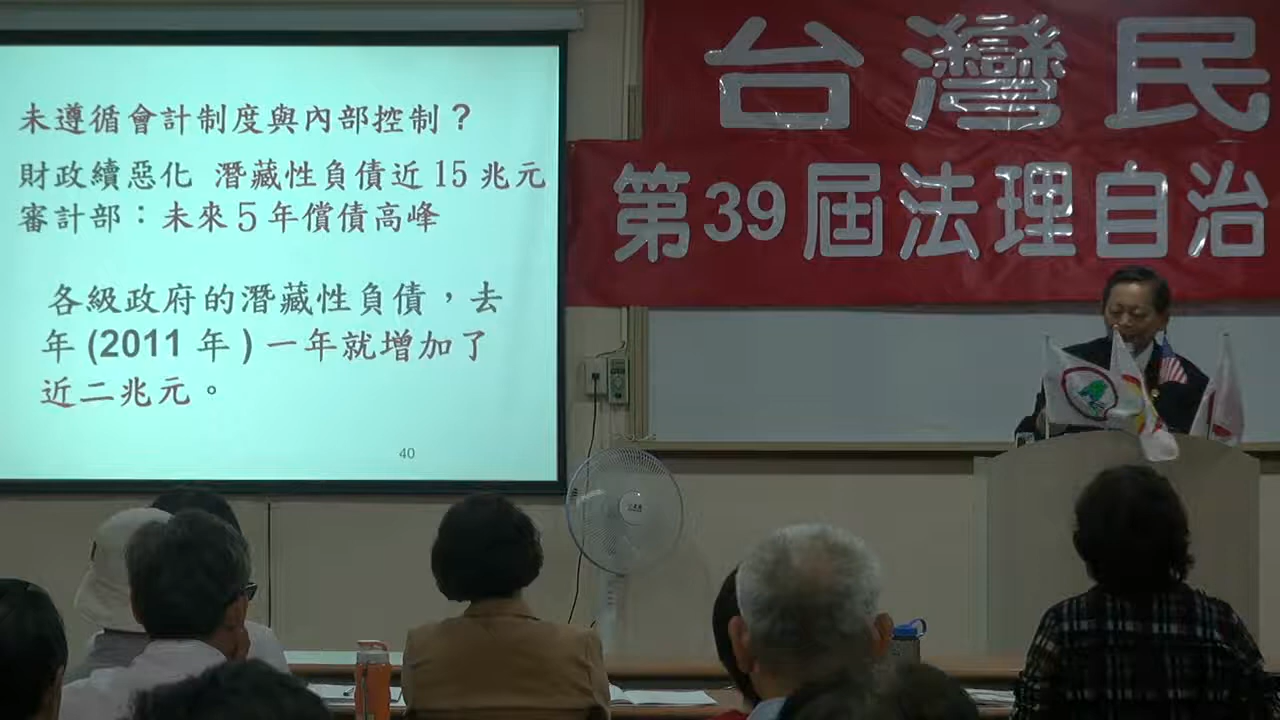 未遵循會計制度與內部控制？
財政續惡化 潛藏性負債近 15 兆元
審計部：未來5年償債高峰
各級政府的潛藏性負債，去
年 (2011 年 ) 一年就增加了
近二兆元。
40
台灣民
第39屆法理自治